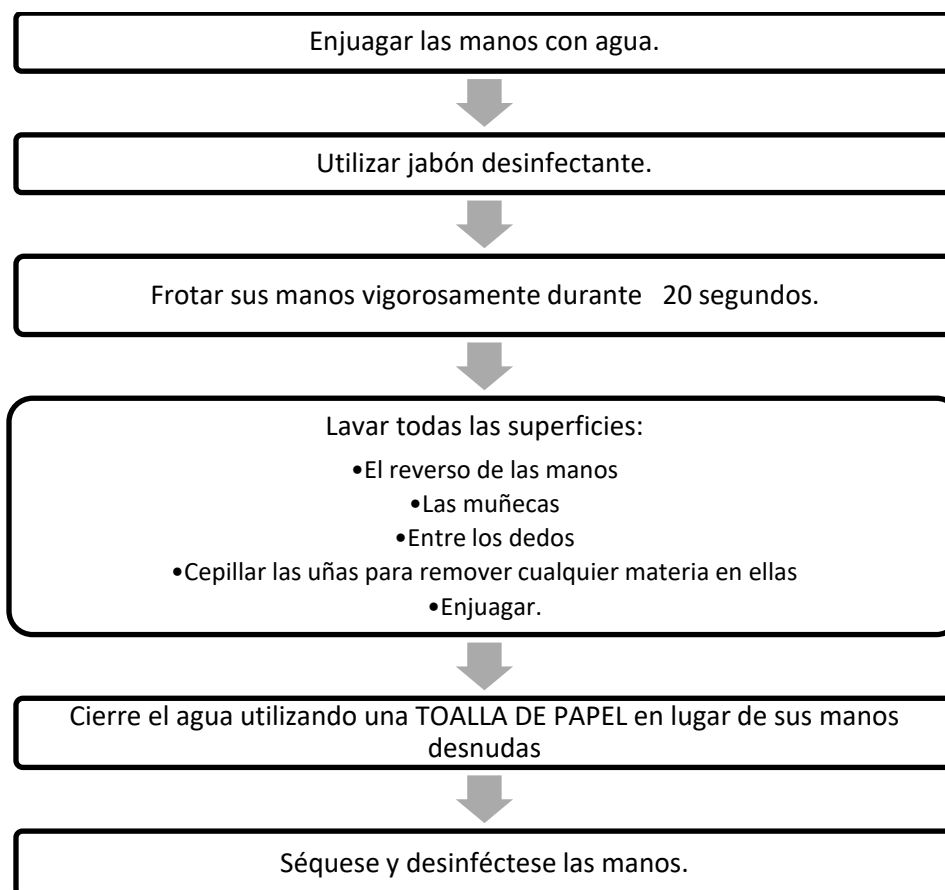 Enjuagar las manos con agua.
Utilizar jabón desinfectante.
Frotar sus manos vigorosamente durante   20 segundos.
Lavar todas las superficies:
•El reverso de las manos
•Las muñecas
•Entre los dedos
•Cepillar las uñas para remover cualquier materia en ellas
•Enjuagar.
Cierre el agua utilizando una TOALLA DE PAPEL en lugar de sus manos
desnudas
Séquese y desinféctese las manos.